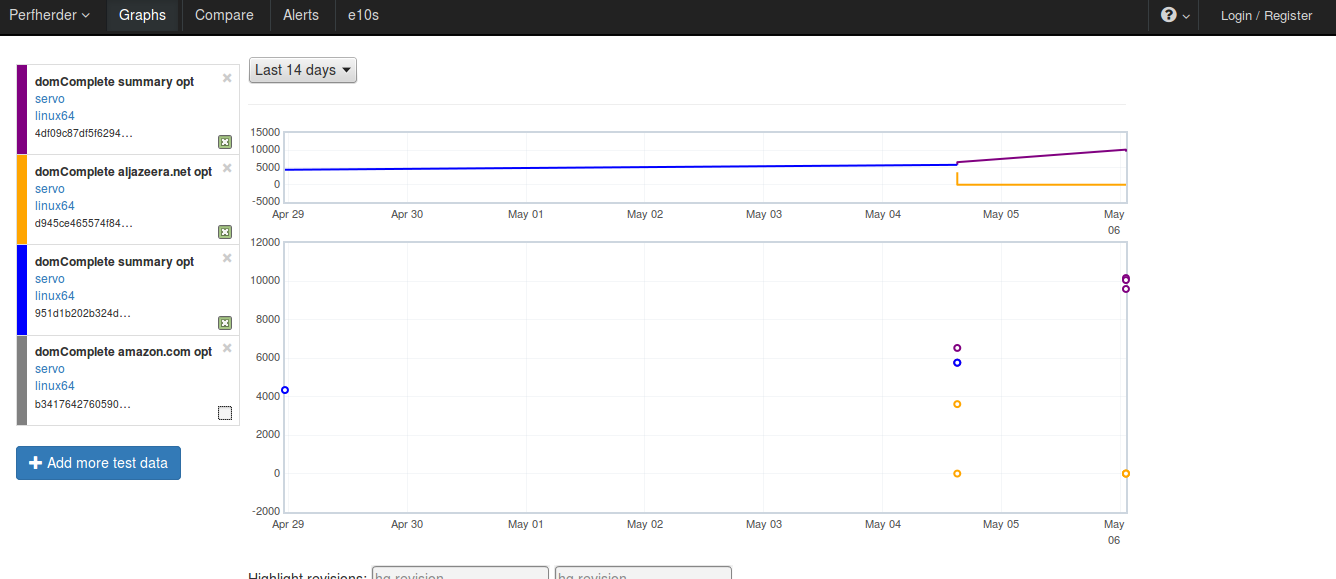 Perfherder Graphs Compare Alerts e10s ? Login / Register
domComplete summary opt ×
servo
linux64
4df09c87df5f6294…
domComplete aljazeera.net opt ×
servo
linux64
d945ce465574f84…
domComplete summary opt ×
servo
linux64
951d1b202b324d…
domComplete amazon.com opt ×
servo
linux64
b3417642760590…
+ Add more test data
Last 14 days
15000
10000
5000
0
-5000
Apr 29 Apr 30 May 01 May 02 May 03 May 04 May 05 May
06
12000
10000
8000
6000
4000
2000
0
-2000
Apr 29 Apr 30 May 01 May 02 May 03 May 04 May 05 May
06
Highlight revisions: hg revision hg revision